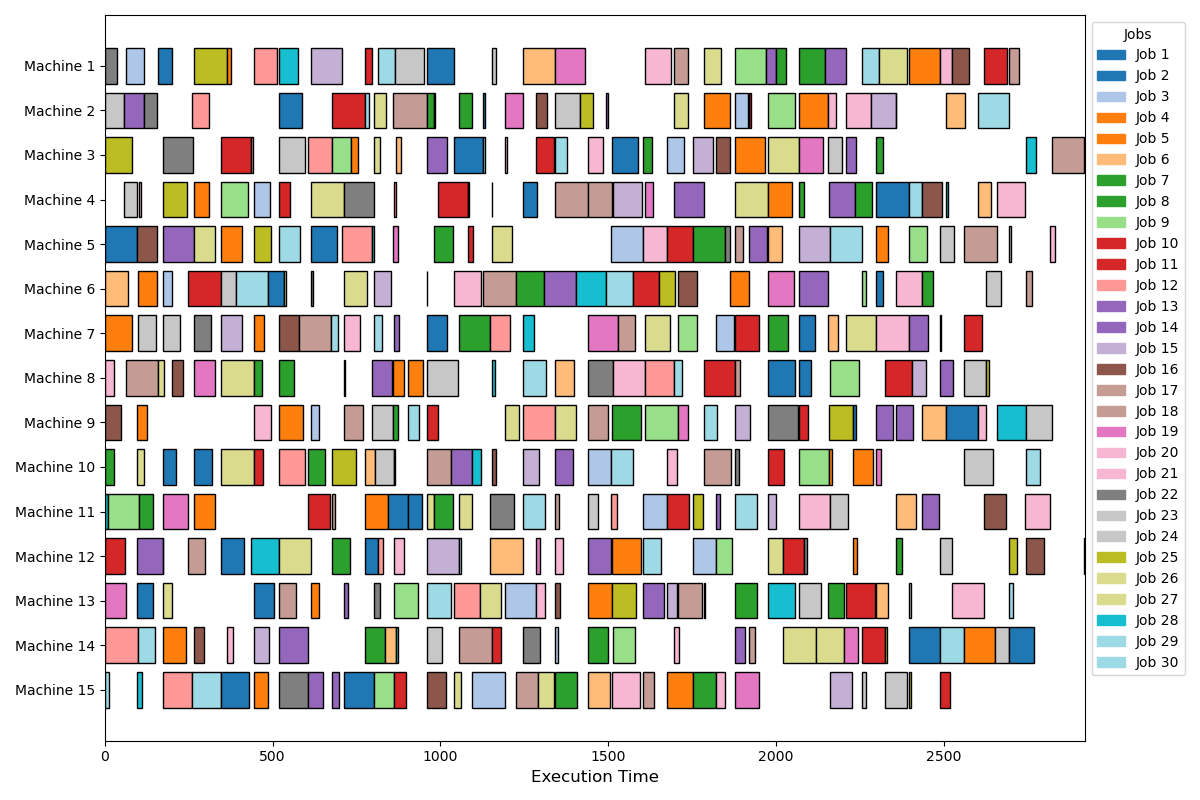 Machine 1
Machine 2
Machine 3
Machine 4
Machine 5
Machine 6
Machine 7
Machine 8
Machine 9
Machine 10
Machine 11
Machine 12
Machine 13
Machine 14
Machine 15
0 500 1000 1500 2000 2500
Execution Time
Jobs
Job 1
Job 2
Job 3
Job 4
Job 5
Job 6
Job 7
Job 8
Job 9
Job 10
Job 11
Job 12
Job 13
Job 14
Job 15
Job 16
Job 17
Job 18
Job 19
Job 20
Job 21
Job 22
Job 23
Job 24
Job 25
Job 26
Job 27
Job 28
Job 29
Job 30